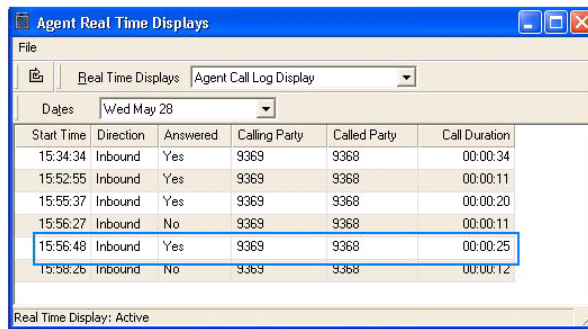 Agent Real Time Displays
File
Real Time Displays Agent Call Log Display
Dates Wed May 28
Start Time Direction Answered Calling Party Called Party Call Duration
15:34:34 Inbound Yes 9369 9368 00:00:34
15:52:55 Inbound Yes 9369 9368 00:00:11
15:55:37 Inbound Yes 9369 9368 00:00:20
15:56:27 Inbound No 9369 9368 00:00:11
15:56:48 Inbound Yes 9369 9368 00:00:25
15:58:26 Inbound No 9369 9368 00:00:12
Real Time Display: Active